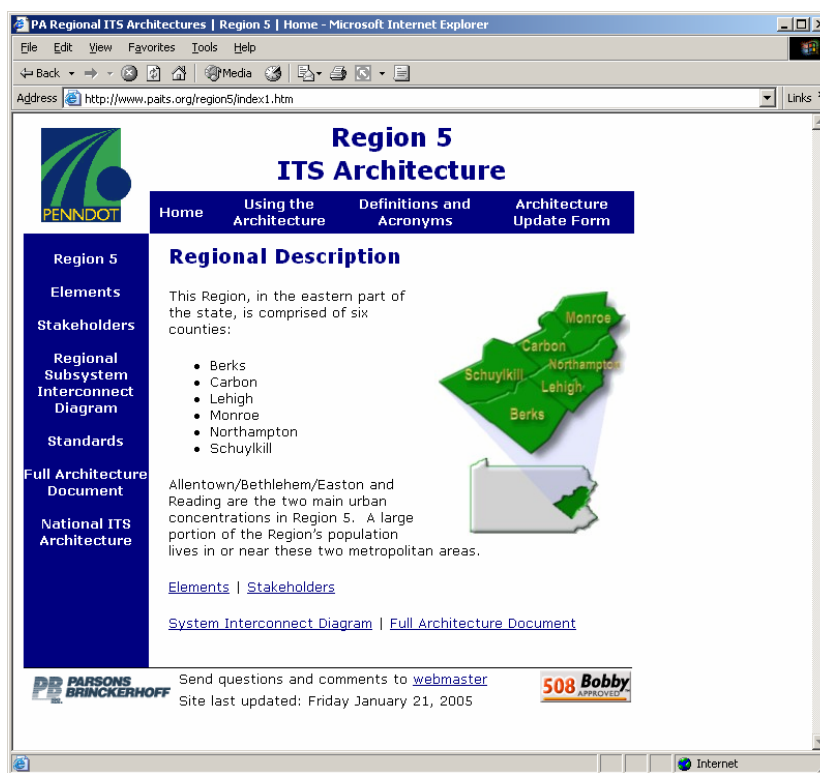 PA Regional ITS Architectures | Region 5 | Home - Microsoft Internet Explorer
File Edit View Favorites Tools Help
Back Media
Address http://www.paits.org/region5/index1.htm Links
PENNDOT
Region 5
ITS Architecture
Home
Using the
Architecture
Definitions and
Acronyms
Architecture
Update Form
Region 5
Elements
Stakeholders
Regional
Subsystem
Interconnect
Diagram
Standards
Full Architecture
Document
National ITS
Architecture
Regional Description
This Region, in the eastern part of
the state, is comprised of six
counties:
• Berks
• Carbon
• Lehigh
• Monroe
• Northampton
• Schuylkill
Monroe
Carbon
Northampton
Schuylkill
Lehigh
Berks
Allentown/Bethlehem/Easton and
Reading are the two main urban
concentrations in Region 5. A large
portion of the Region's population
lives in or near these two metropolitan areas.
Elements | Stakeholders
System Interconnect Diagram | Full Architecture Document
PB PARSONS
BRINCKERHOFF
Send questions and comments to webmaster
Site last updated: Friday January 21, 2005
508 Bobby
APPROVED
Internet